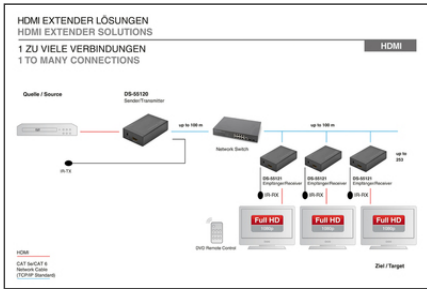 HDMI EXTENDER LÖSUNGEN
HDMI EXTENDER SOLUTIONS
1 ZU VIELE VERBINDUNGEN
1 TO MANY CONNECTIONS
HDMI
Quelle / Source
DS-55120
Sender/Transmitter
up to 100 m
up to 100 m
Network Switch
IR-TX
up to
253
DS-55121
Empfänger/Receiver
DS-55121
Empfänger/Receiver
DS-55121
Empfänger/Receiver
IR-RX
IR-RX
IR-RX
Full HD
1080p
Full HD
1080p
Full HD
1080p
DVD Remote Control
HDMI
CAT 5e/CAT 6
Network Cable
(TCP/IP Standard)
Ziel / Target